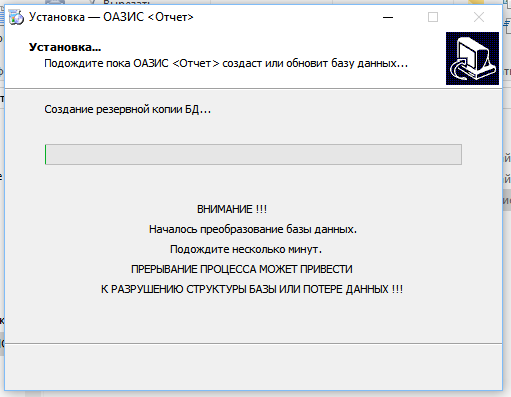 Вырезать
Установка — ОАЗИС <Отчет>
Установка...
Подождите пока ОАЗИС <Отчет> создаст или обновит базу данных...
Создание резервной копии БД...
ВНИМАНИЕ !!!
Началось преобразование базы данных.
Подождите несколько минут.
ПРЕРЫВАНИЕ ПРОЦЕССА МОЖЕТ ПРИВЕСТИ
К РАЗРУШЕНИЮ СТРУКТУРЫ БАЗЫ ИЛИ ПОТЕРЕ ДАННЫХ !!!